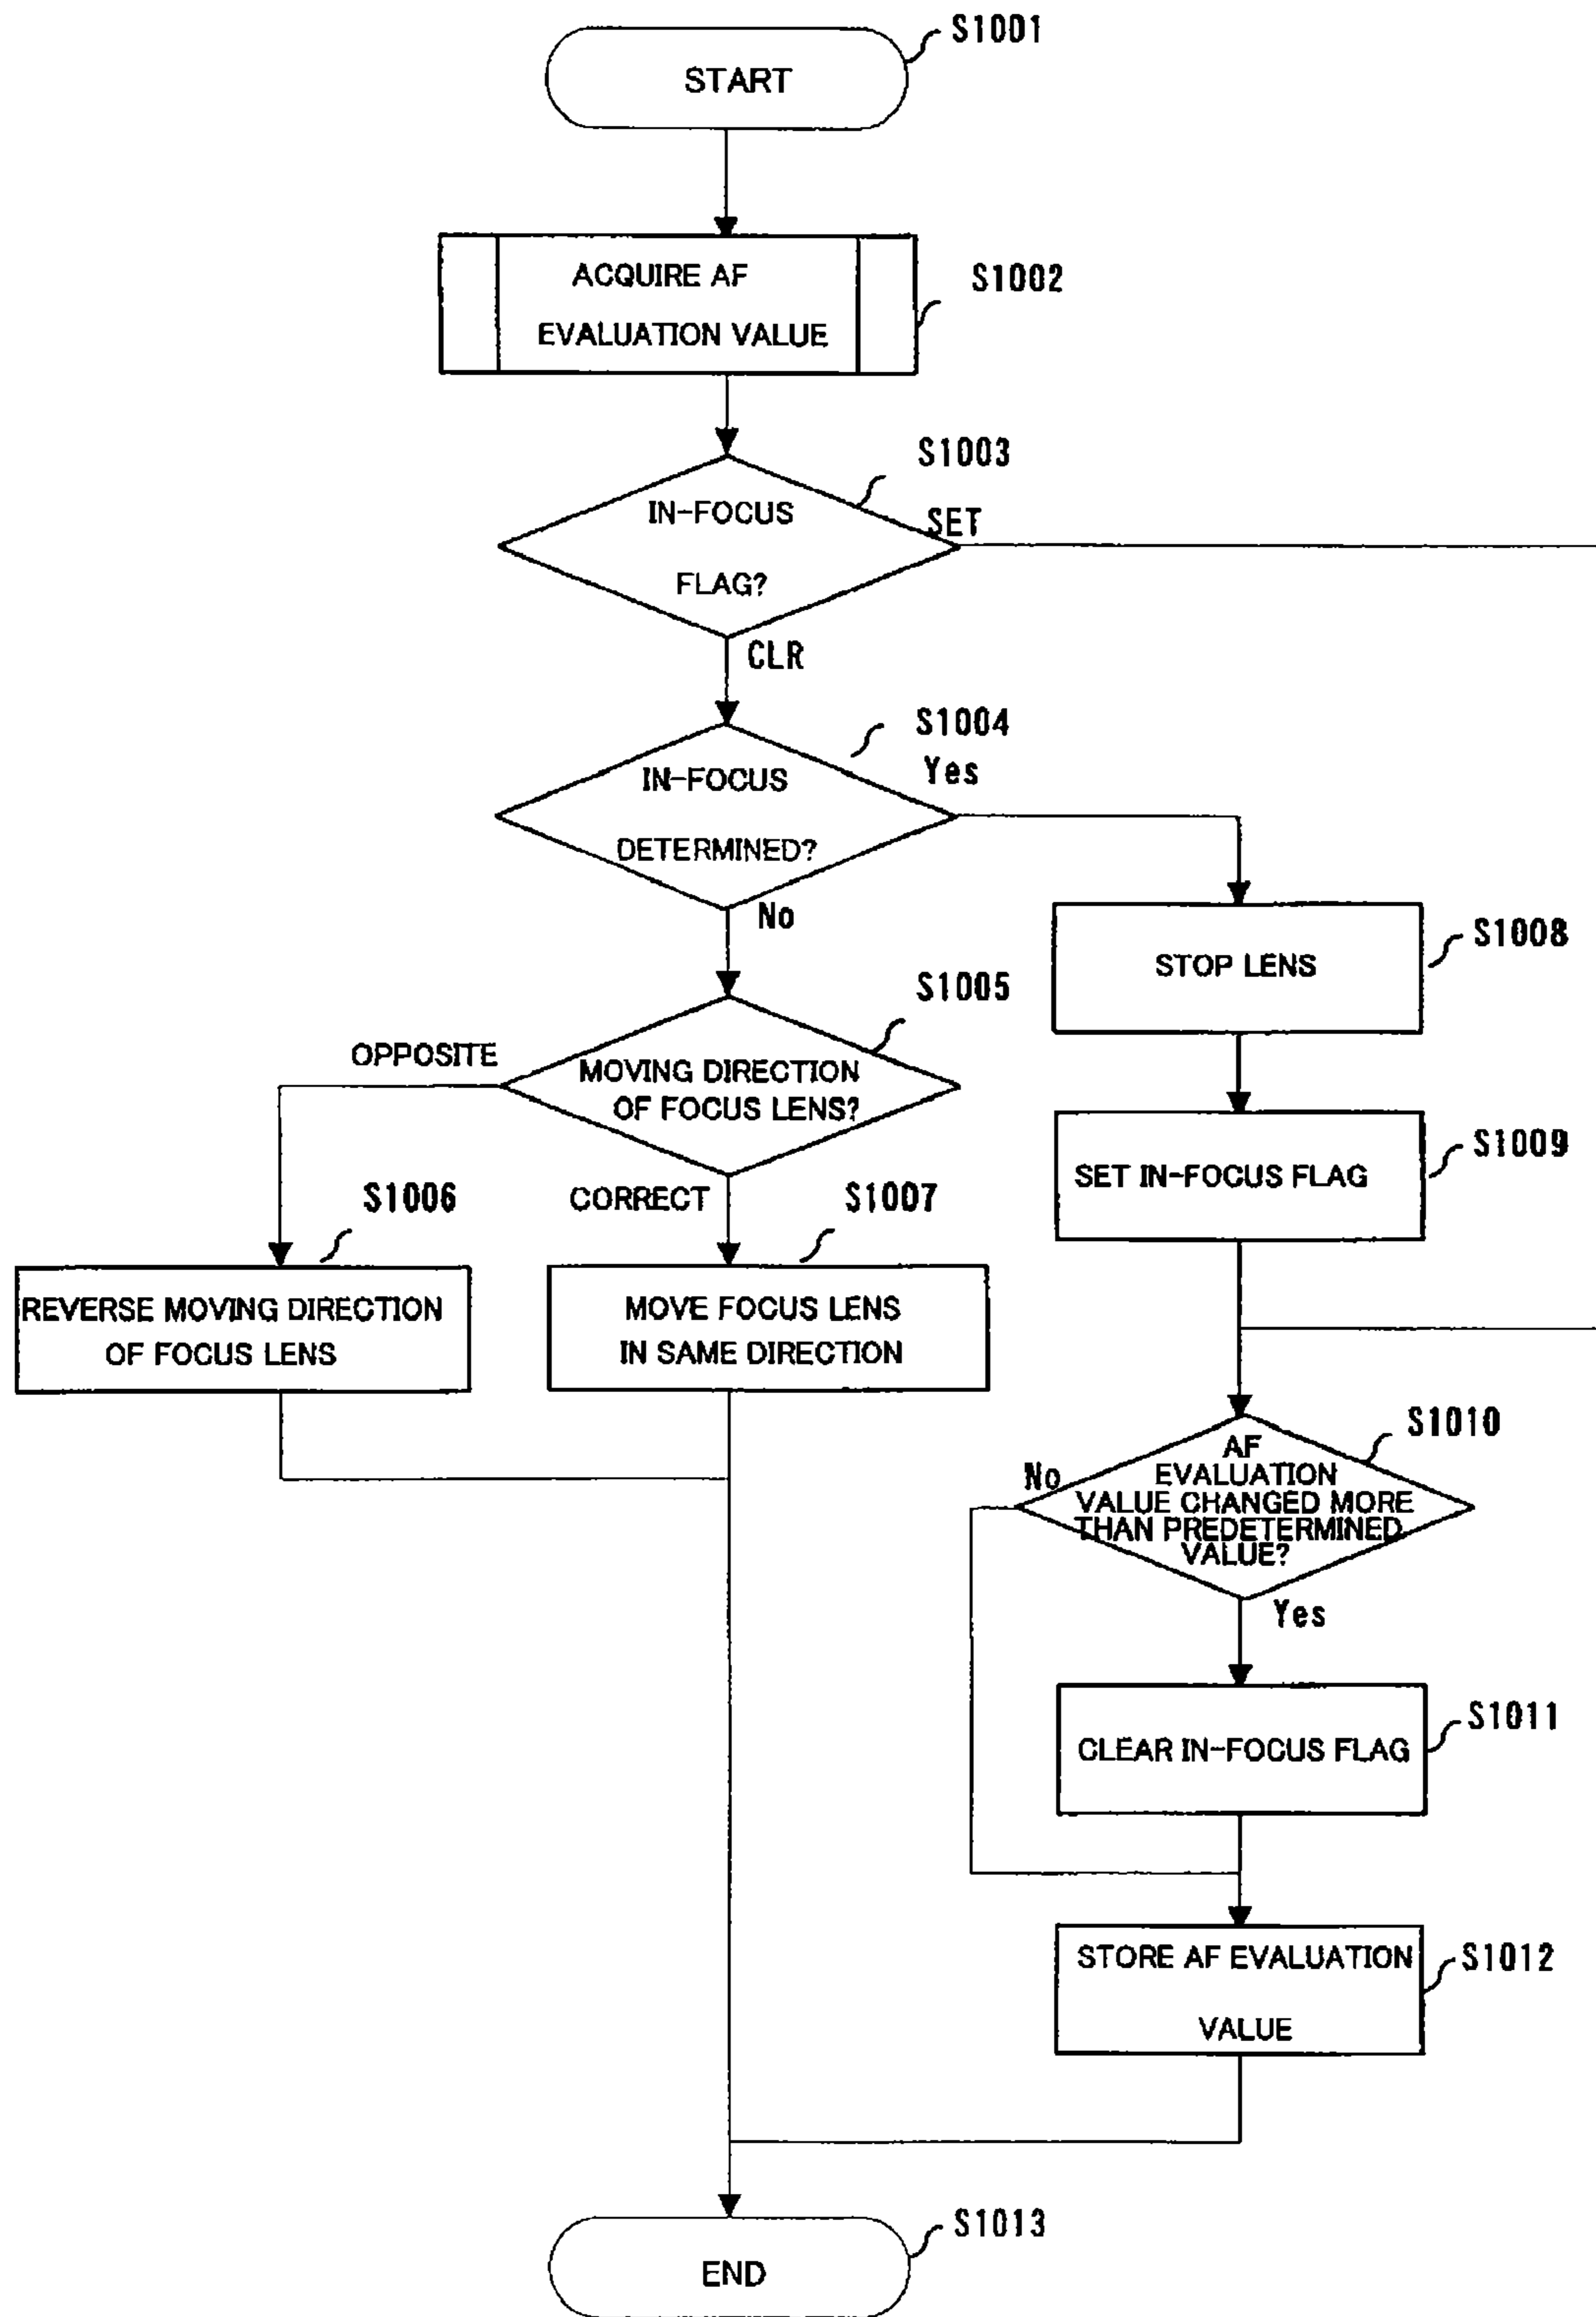 S1001
START
S1002
ACQUIRE AF
EVALUATION VALUE
S1003
IN-FOCUS
FLAG?
SET
CLR
S1004
IN-FOCUS
DETERMINED?
Yes
No
S1008
STOP LENS
S1005
OPPOSITE
MOVING DIRECTION
OF FOCUS LENS?
CORRECT
S1009
SET IN-FOCUS FLAG
S1006
REVERSE MOVING DIRECTION
OF FOCUS LENS
S1007
MOVE FOCUS LENS
IN SAME DIRECTION
S1010
AF
EVALUATION
VALUE CHANGED MORE
THAN PREDETERMINED
VALUE?
No
Yes
S1011
CLEAR IN-FOCUS FLAG
S1012
STORE AF EVALUATION
VALUE
S1013
END